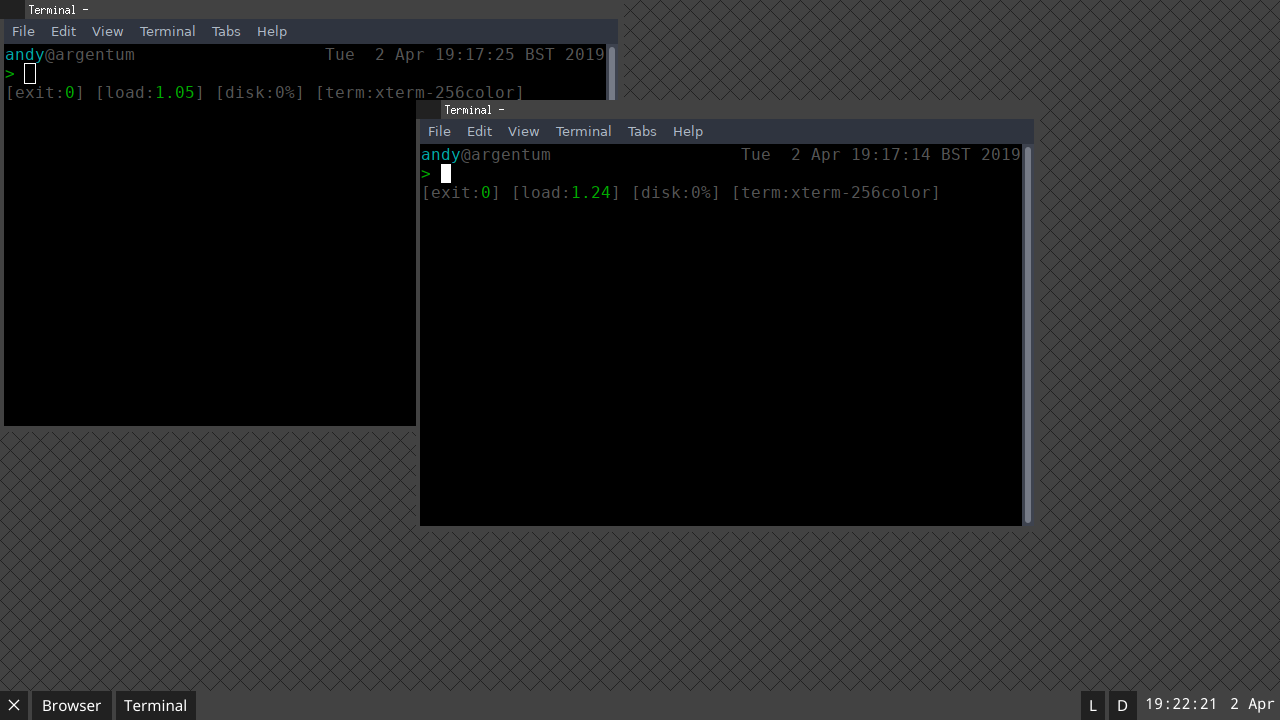 Terminal -
File Edit View Terminal Tabs Help
andy@argentum Tue  2 Apr 19:17:25 BST 2019
>
[exit:0] [load:1.05] [disk:0%] [term:xterm-256color]
Terminal -
File Edit View Terminal Tabs Help
andy@argentum Tue  2 Apr 19:17:14 BST 2019
>
[exit:0] [load:1.24] [disk:0%] [term:xterm-256color]
× Browser Terminal L D 19:22:21 2 Apr